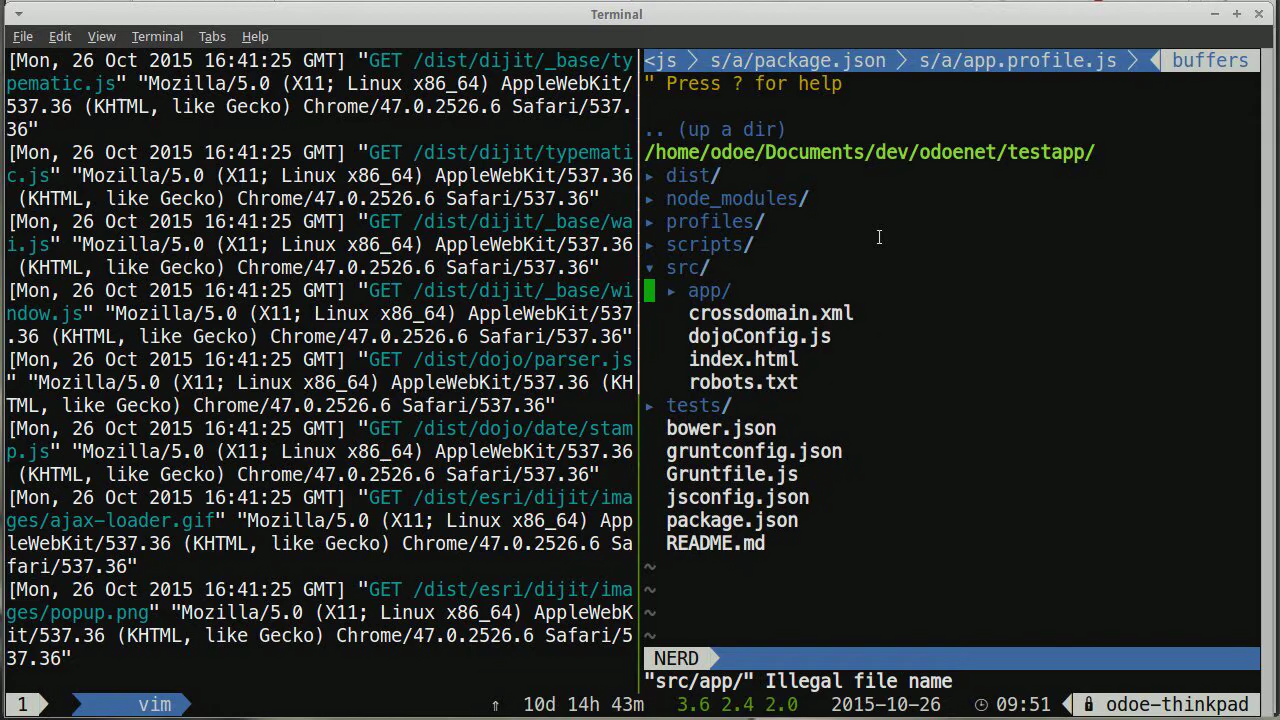 Terminal
File Edit View Terminal Tabs Help
[Mon, 26 Oct 2015 16:41:25 GMT] "GET /dist/dijit/_base/ty
pematic.js" "Mozilla/5.0 (X11; Linux x86_64) AppleWebKit/
537.36 (KHTML, like Gecko) Chrome/47.0.2526.6 Safari/537.
36"
[Mon, 26 Oct 2015 16:41:25 GMT] "GET /dist/dijit/typemati
c.js" "Mozilla/5.0 (X11; Linux x86_64) AppleWebKit/537.36
(KHTML, like Gecko) Chrome/47.0.2526.6 Safari/537.36"
[Mon, 26 Oct 2015 16:41:25 GMT] "GET /dist/dijit/_base/wa
i.js" "Mozilla/5.0 (X11; Linux x86_64) AppleWebKit/537.36
(KHTML, like Gecko) Chrome/47.0.2526.6 Safari/537.36"
[Mon, 26 Oct 2015 16:41:25 GMT] "GET /dist/dijit/_base/wi
ndow.js" "Mozilla/5.0 (X11; Linux x86_64) AppleWebKit/537
.36 (KHTML, like Gecko) Chrome/47.0.2526.6 Safari/537.36"
[Mon, 26 Oct 2015 16:41:25 GMT] "GET /dist/dojo/parser.js
" "Mozilla/5.0 (X11; Linux x86_64) AppleWebKit/537.36 (KH
TML, like Gecko) Chrome/47.0.2526.6 Safari/537.36"
[Mon, 26 Oct 2015 16:41:25 GMT] "GET /dist/dojo/date/stam
p.js" "Mozilla/5.0 (X11; Linux x86_64) AppleWebKit/537.36
(KHTML, like Gecko) Chrome/47.0.2526.6 Safari/537.36"
[Mon, 26 Oct 2015 16:41:25 GMT] "GET /dist/esri/dijit/ima
ges/ajax-loader.gif" "Mozilla/5.0 (X11; Linux x86_64) App
leWebKit/537.36 (KHTML, like Gecko) Chrome/47.0.2526.6 Sa
fari/537.36"
[Mon, 26 Oct 2015 16:41:25 GMT] "GET /dist/esri/dijit/ima
ges/popup.png" "Mozilla/5.0 (X11; Linux x86_64) AppleWebK
it/537.36 (KHTML, like Gecko) Chrome/47.0.2526.6 Safari/5
37.36"
<js s/a/package.json s/a/app.profile.js buffers
" Press ? for help
.. (up a dir)
/home/odoe/Documents/dev/odoenet/testapp/
▸ dist/
▸ node_modules/
▸ profiles/
▸ scripts/
▾ src/
▸ app/
crossdomain.xml
dojoConfig.js
index.html
robots.txt
▸ tests/
bower.json
gruntconfig.json
Gruntfile.js
jsconfig.json
package.json
README.md
~
~
~
~
NERD
"src/app/" Illegal file name
1 vim ↑ 10d 14h 43m 3.6 2.4 2.0 2015-10-26 09:51 odoe-thinkpad